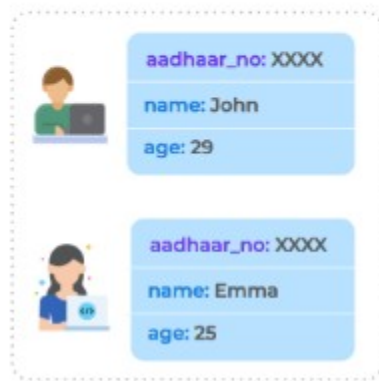 aadhaar_no: XXXX
name: John
age: 29
aadhaar_no: XXXX
name: Emma
age: 25
</>